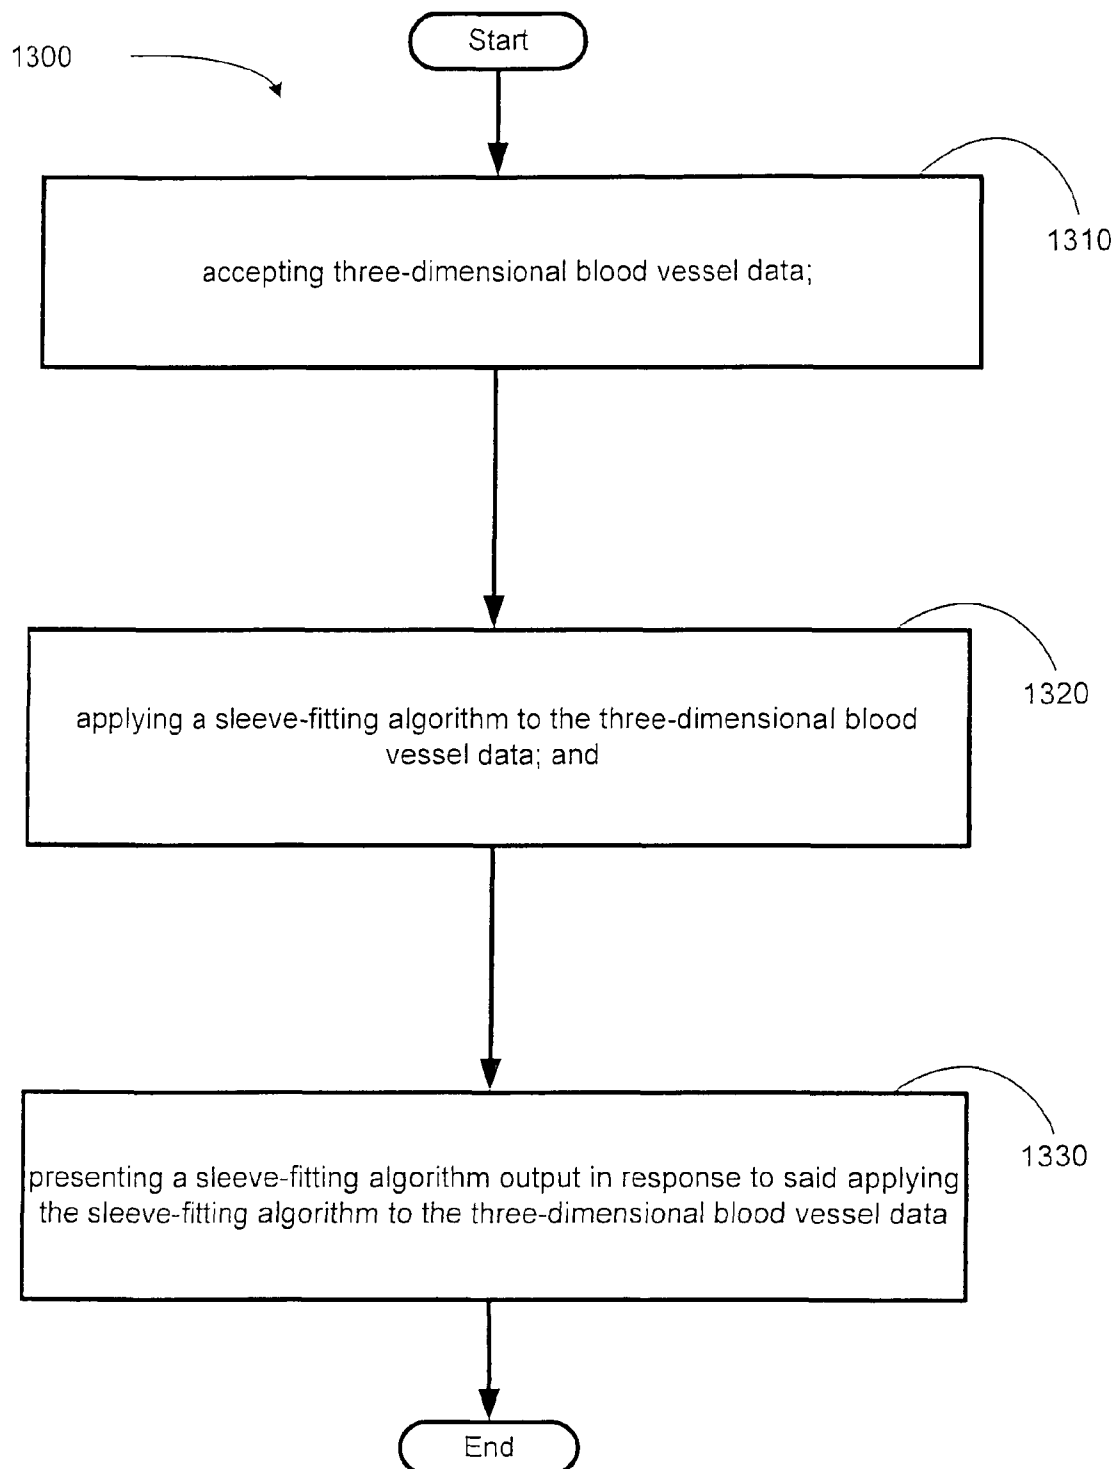 Start
1300
1310
accepting three-dimensional blood vessel data;
1320
applying a sleeve-fitting algorithm to the three-dimensional blood
vessel data; and
1330
presenting a sleeve-fitting algorithm output in response to said applying
the sleeve-fitting algorithm to the three-dimensional blood vessel data
End